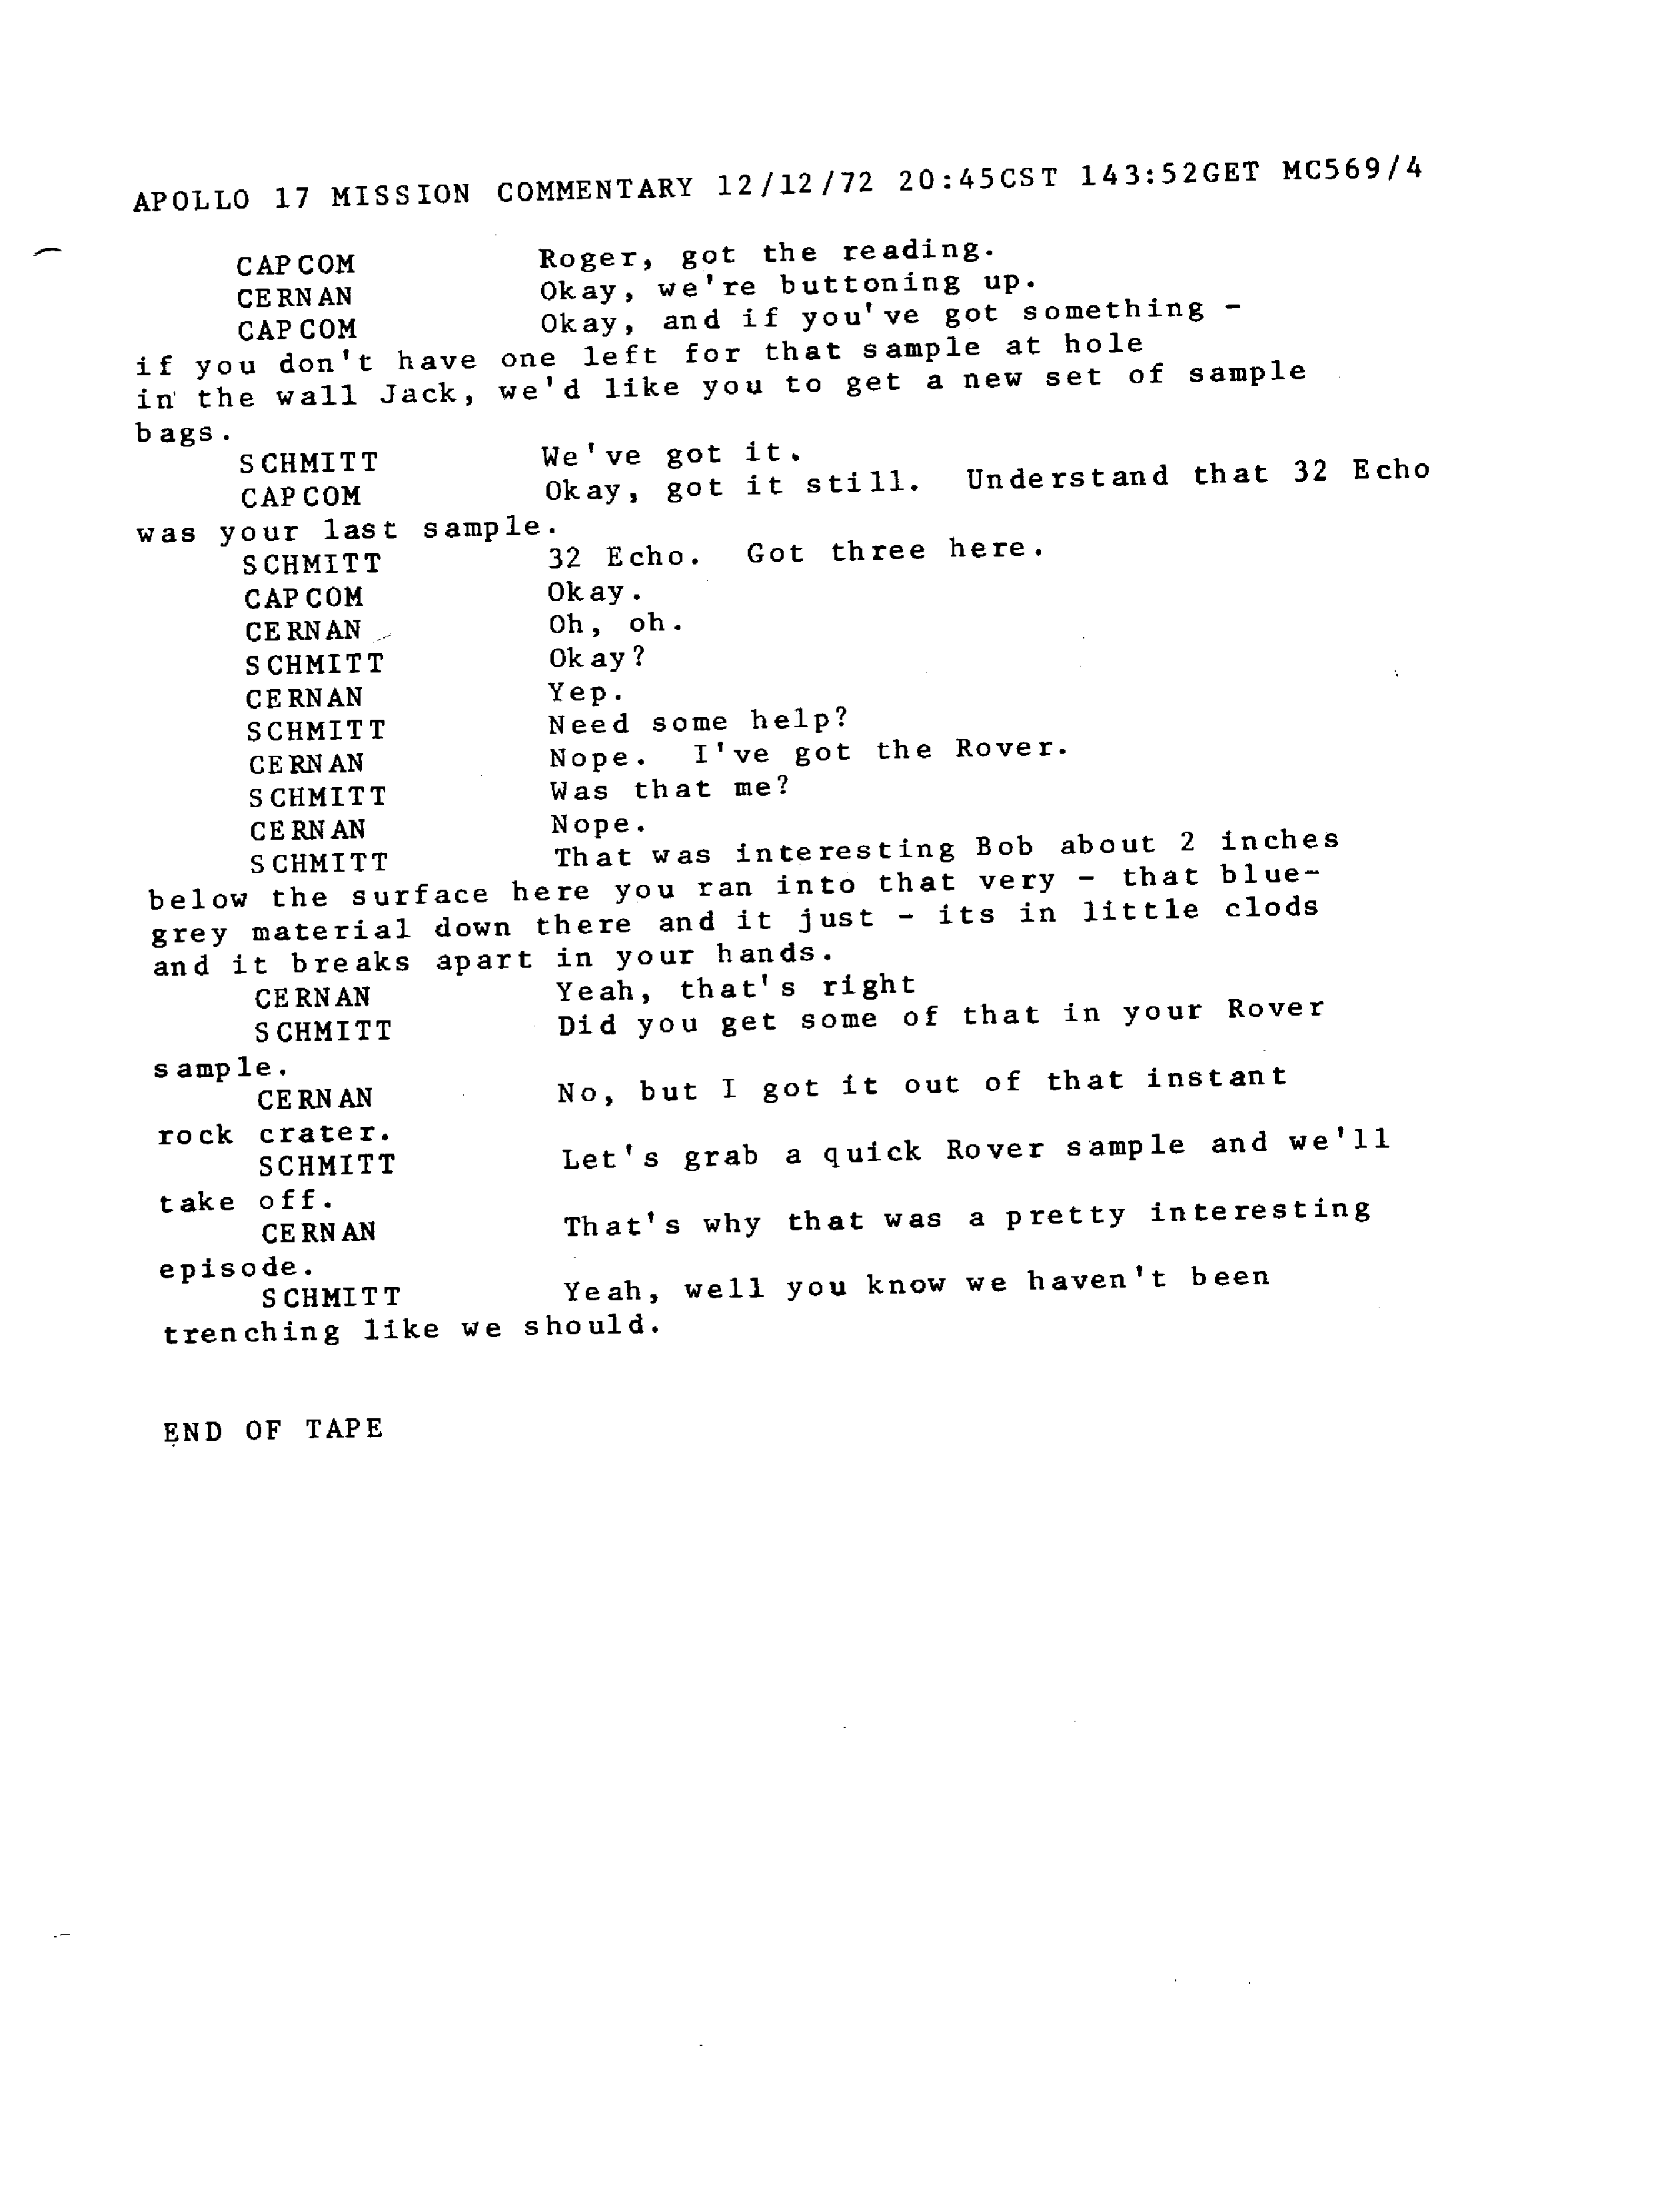 APOLLO 17 MISSION COMMENTARY 12/12/72 20:45CST 143:52GET MC569/4
CAPCOM Roger, got the reading.
CERNAN Okay, we're buttoning up.
CAPCOM Okay, and if you've got something -
if you don't have one left for that sample at hole
in the wall Jack, we'd like you to get a new set of sample
bags.
SCHMITT We've got it.
CAPCOM Okay, got it still. Understand that 32 Echo
was your last sample.
SCHMITT 32 Echo. Got three here.
CAPCOM Okay.
CERNAN Oh, oh.
SCHMITT Okay?
CERNAN Yep.
SCHMITT Need some help?
CERNAN Nope. I've got the Rover.
SCHMITT Was that me?
CERNAN Nope.
SCHMITT That was interesting Bob about 2 inches
below the surface here you ran into that very - that blue-
grey material down there and it just - its in little clods
and it breaks apart in your hands.
CERNAN Yeah, that's right
SCHMITT Did you get some of that in your Rover
sample.
CERNAN No, but I got it out of that instant
rock crater.
SCHMITT Let's grab a quick Rover sample and we'll
take off.
CERNAN That's why that was a pretty interesting
episode.
SCHMITT Yeah, well you know we haven't been
trenching like we should.
END OF TAPE